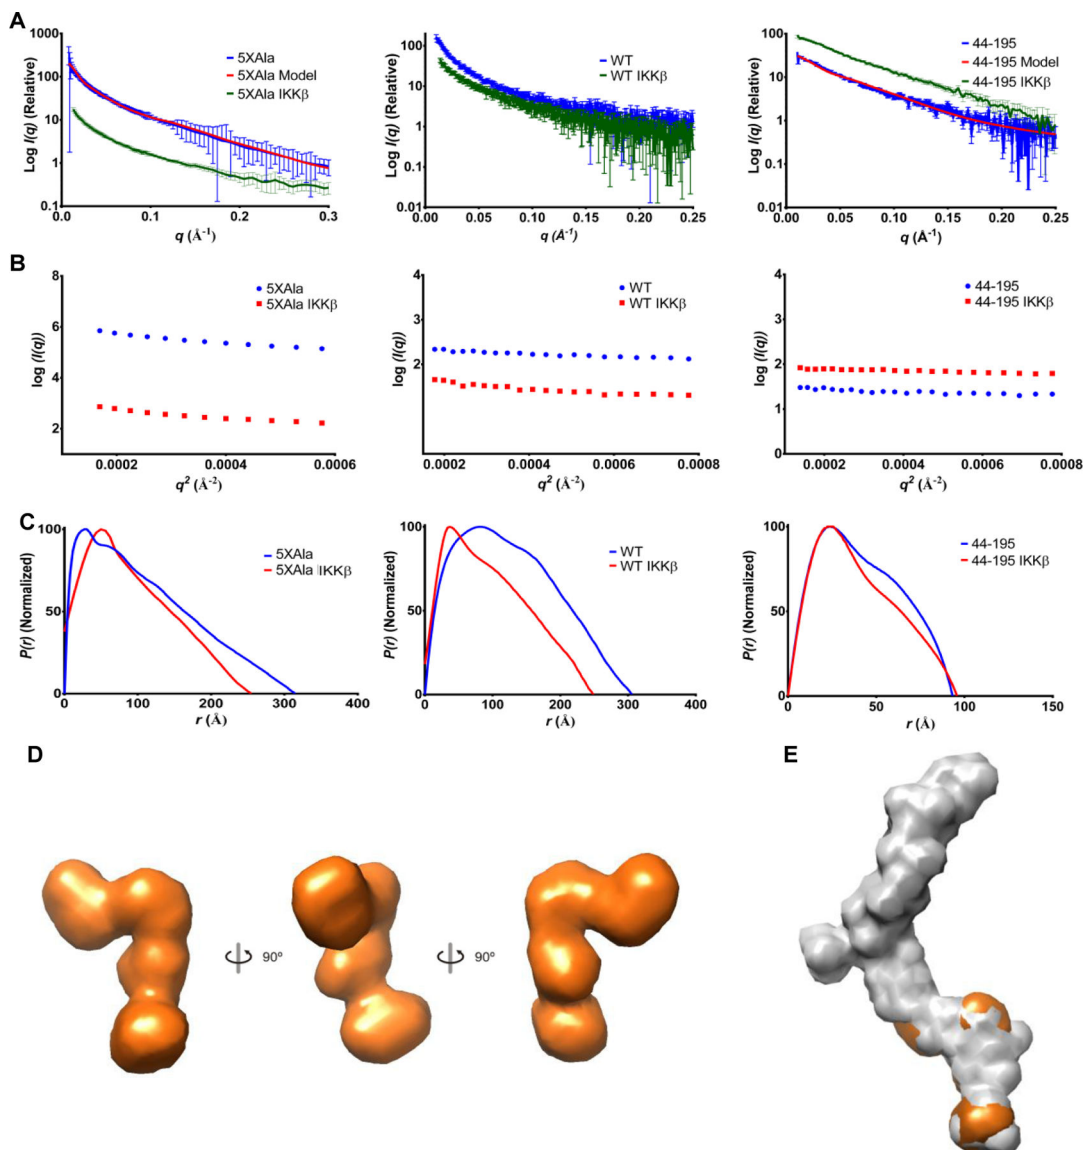 A
Log I(q) (Relative)
1000
100
10
1
0.1
0.0
0.1
0.2
0.3
q (Å-1)
5XAla
5XAla Model
5XAla IKKβ
Log I(q) (Relative)
100
10
1
0.1
0.01
0.00
0.05
0.10
0.15
0.20
0.25
q (Å-1)
WT
WT IKKβ
Log I(q) (Relative)
100
10
1
0.1
0.01
0.00
0.05
0.10
0.15
0.20
0.25
q (Å-1)
44-195
44-195 Model
44-195 IKKβ
B
log (I(q))
8
6
4
2
0.0002
0.0004
0.0006
q2 (Å-2)
5XAla
5XAla IKKβ
log (I(q))
4
2
0.0002
0.0004
0.0006
0.0008
q2 (Å-2)
WT
WT IKKβ
log (I(q))
4
3
2
1
0
0.0002
0.0004
0.0006
0.0008
q2 (Å-2)
44-195
44-195 IKKβ
C
P(r) (Normalized)
100
50
0
0
100
200
300
400
r (Å)
5XAla
5XAla IKKβ
P(r) (Normalized)
100
50
0
0
100
200
300
400
r (Å)
WT
WT IKKβ
P(r) (Normalized)
100
50
0
0
50
100
150
r (Å)
44-195
44-195 IKKβ
D
90º
90º
E